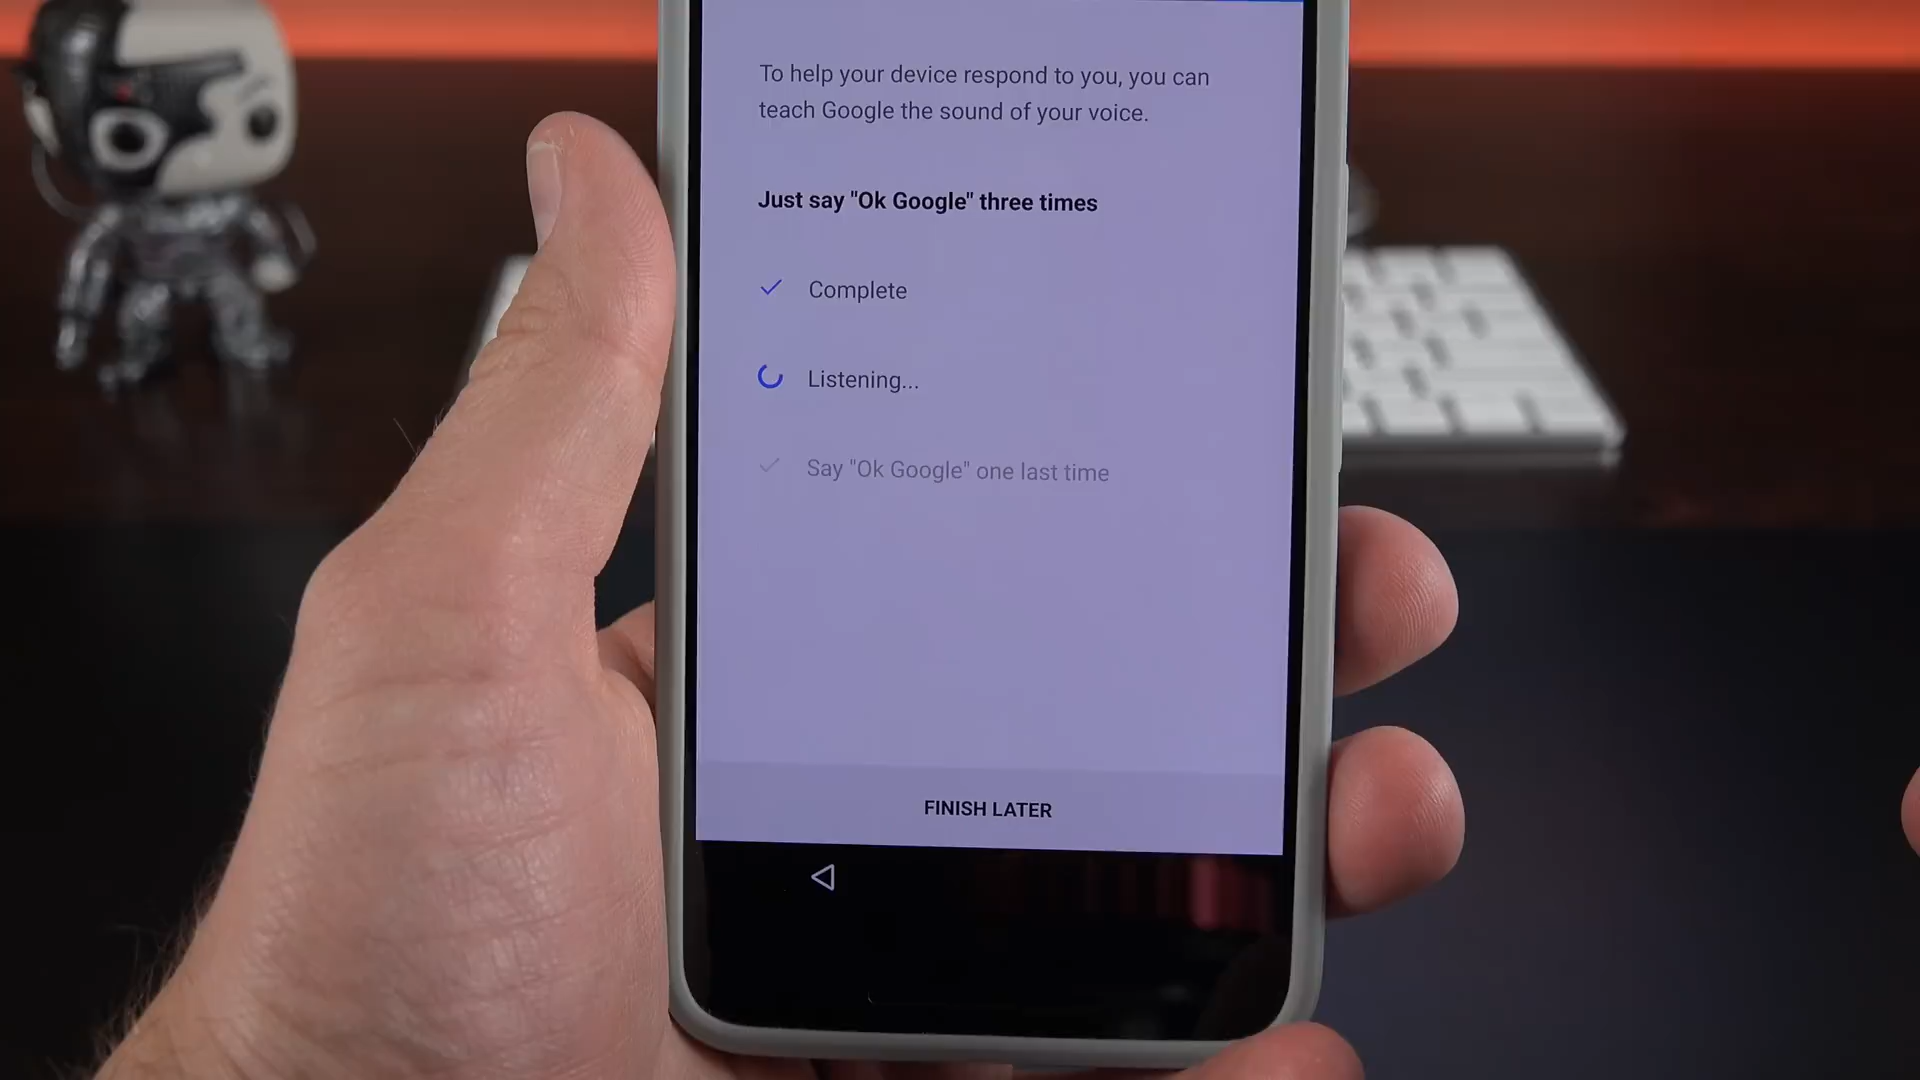 To help your device respond to you, you can
teach Google the sound of your voice.
Just say "Ok Google" three times
Complete
Listening...
Say "Ok Google" one last time
FINISH LATER